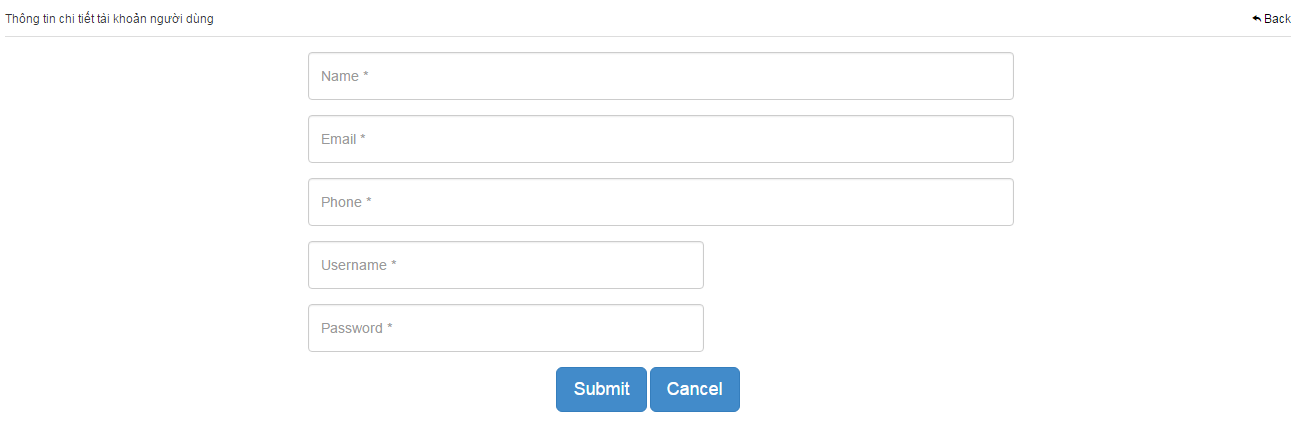 Thông tin chi tiết tài khoản người dùng
Back
Name *
Email *
Phone *
Username *
Password *
Submit Cancel